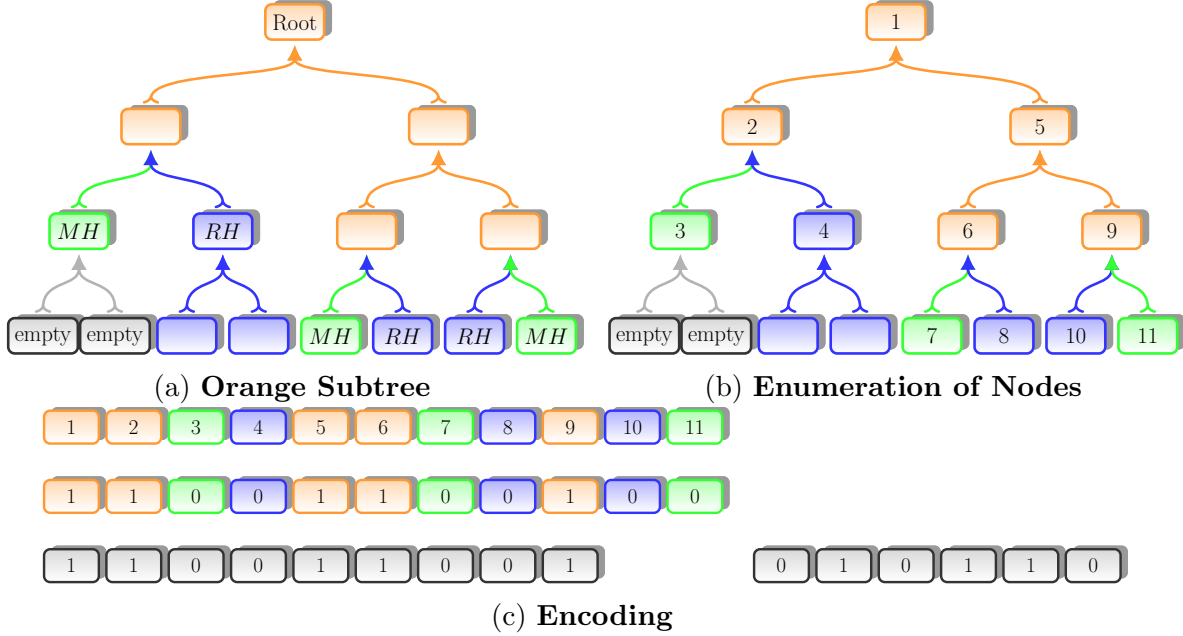 Root 1
2 5
MH RH 3 4 6 9
empty empty MH RH RH MH empty empty 7 8 10 11
(a) Orange Subtree (b) Enumeration of Nodes
1 2 3 4 5 6 7 8 9 10 11
1 1 0 0 1 1 0 0 1 0 0
1 1 0 0 1 1 0 0 1 0 1 0 1 1 0
(c) Encoding